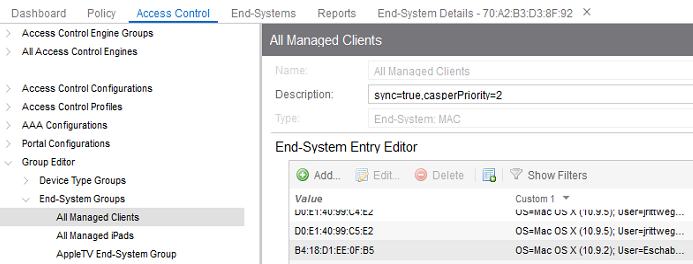 Dashboard Policy Access Control End-Systems Reports End-System Details - 70:A2:B3:D3:8F:92 ×
Access Control Engine Groups
All Access Control Engines
Access Control Configurations
Access Control Profiles
AAA Configurations
Portal Configurations
Group Editor
Device Type Groups
End-System Groups
All Managed Clients
All Managed iPads
AppleTV End-System Group
All Managed Clients
Name: All Managed Clients
Description: sync=true,casperPriority=2
Type: End-System: MAC
End-System Entry Editor
Add... Edit... Delete Show Filters
Value Custom 1
D0:E1:40:99:C4:E2 OS=Mac OS X (10.9.5); User=jrittweg...
D0:E1:40:99:C5:E2 OS=Mac OS X (10.9.5); User=jrittweg...
B4:18:D1:EE:0F:B5 OS=Mac OS X (10.9.2); User=Eschab...